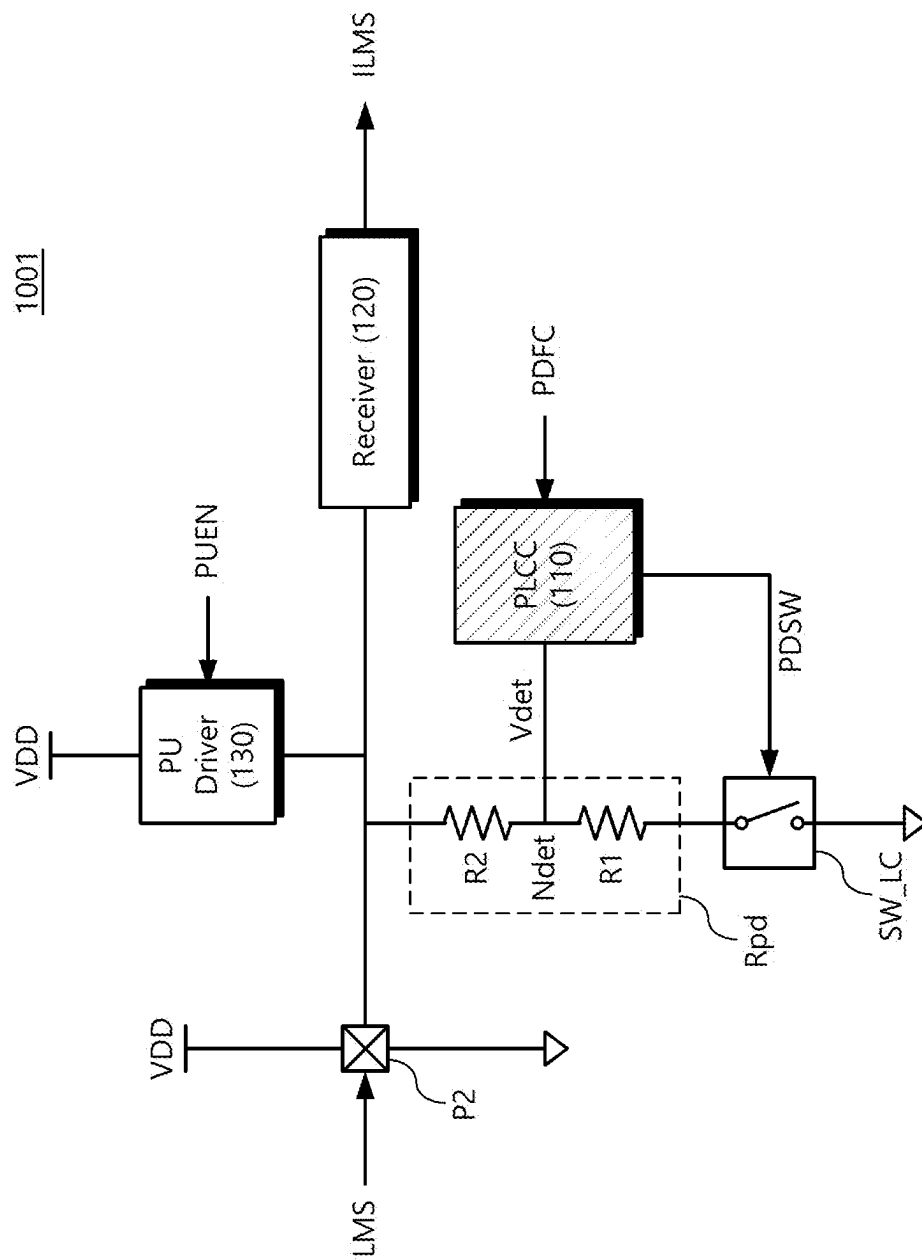 1001
VDD
PU
Driver
(130)
PUEN
VDD
LMS
P2
Receiver (120)
ILMS
R2
Ndet
R1
Rpd
Vdet
PLCC
(110)
PDFC
PDSW
SW_LC